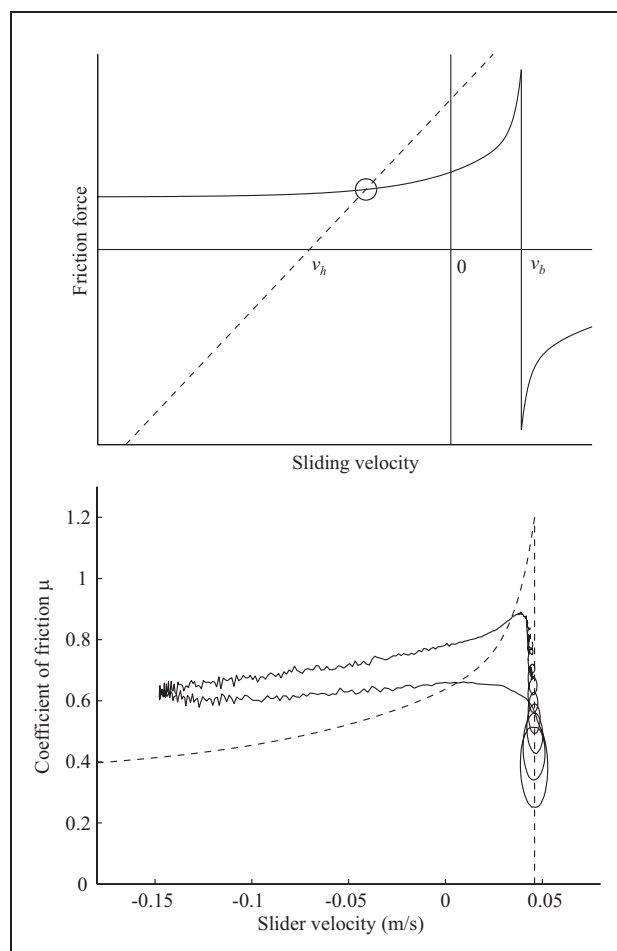 Friction force
v_h
0
v_b
Sliding velocity
1.2
1
0.8
0.6
0.4
0.2
0
Coefficient of friction μ
-0.15
-0.1
-0.05
0
0.05
Slider velocity (m/s)